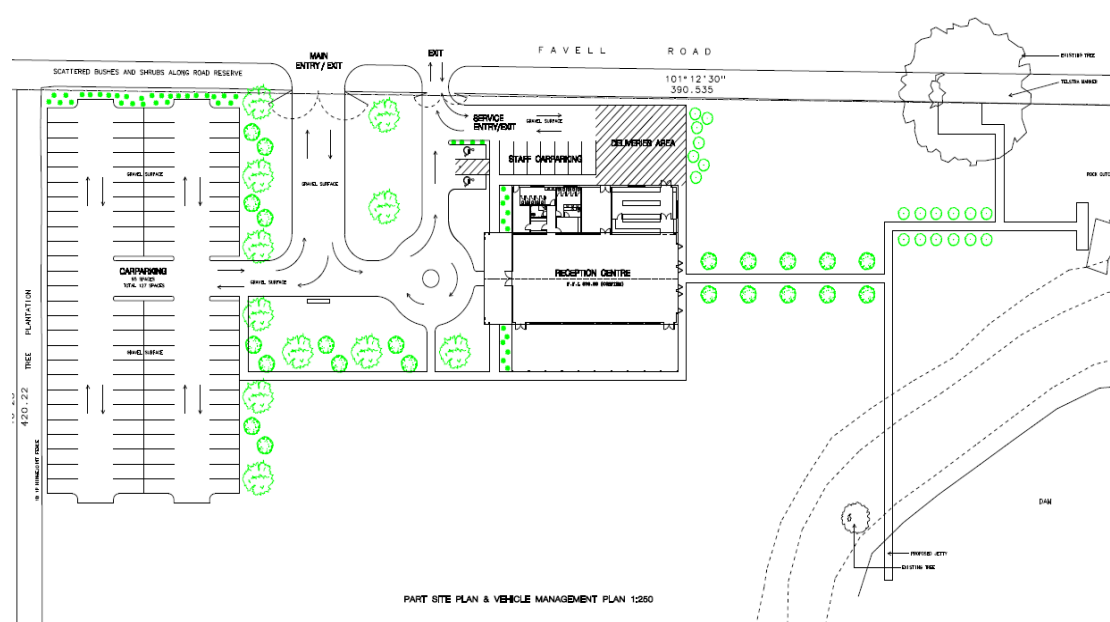 FAVELL ROAD
MAIN
ENTRY/ EXIT
EXIT
SCATTERED BUSHES AND SHRUBS ALONG ROAD RESERVE
101°12'30"
390.535
EXISTING TREE
TELSTRA MARKER
SERVICE
ENTRY/EXIT
GRAVEL SURFACE
DELIVERIES AREA
STAFF CARPARKING
GRAVEL SURFACE
GRAVEL SURFACE
CARPARKING
TOTAL 127 SPACES
GRAVEL SURFACE
RECEPTION CENTRE
GRAVEL SURFACE
420.22
TREE PLANTATION
DAM
PROPOSED JETTY
EXISTING TREE
PART SITE PLAN & VEHICLE MANAGEMENT PLAN 1:250